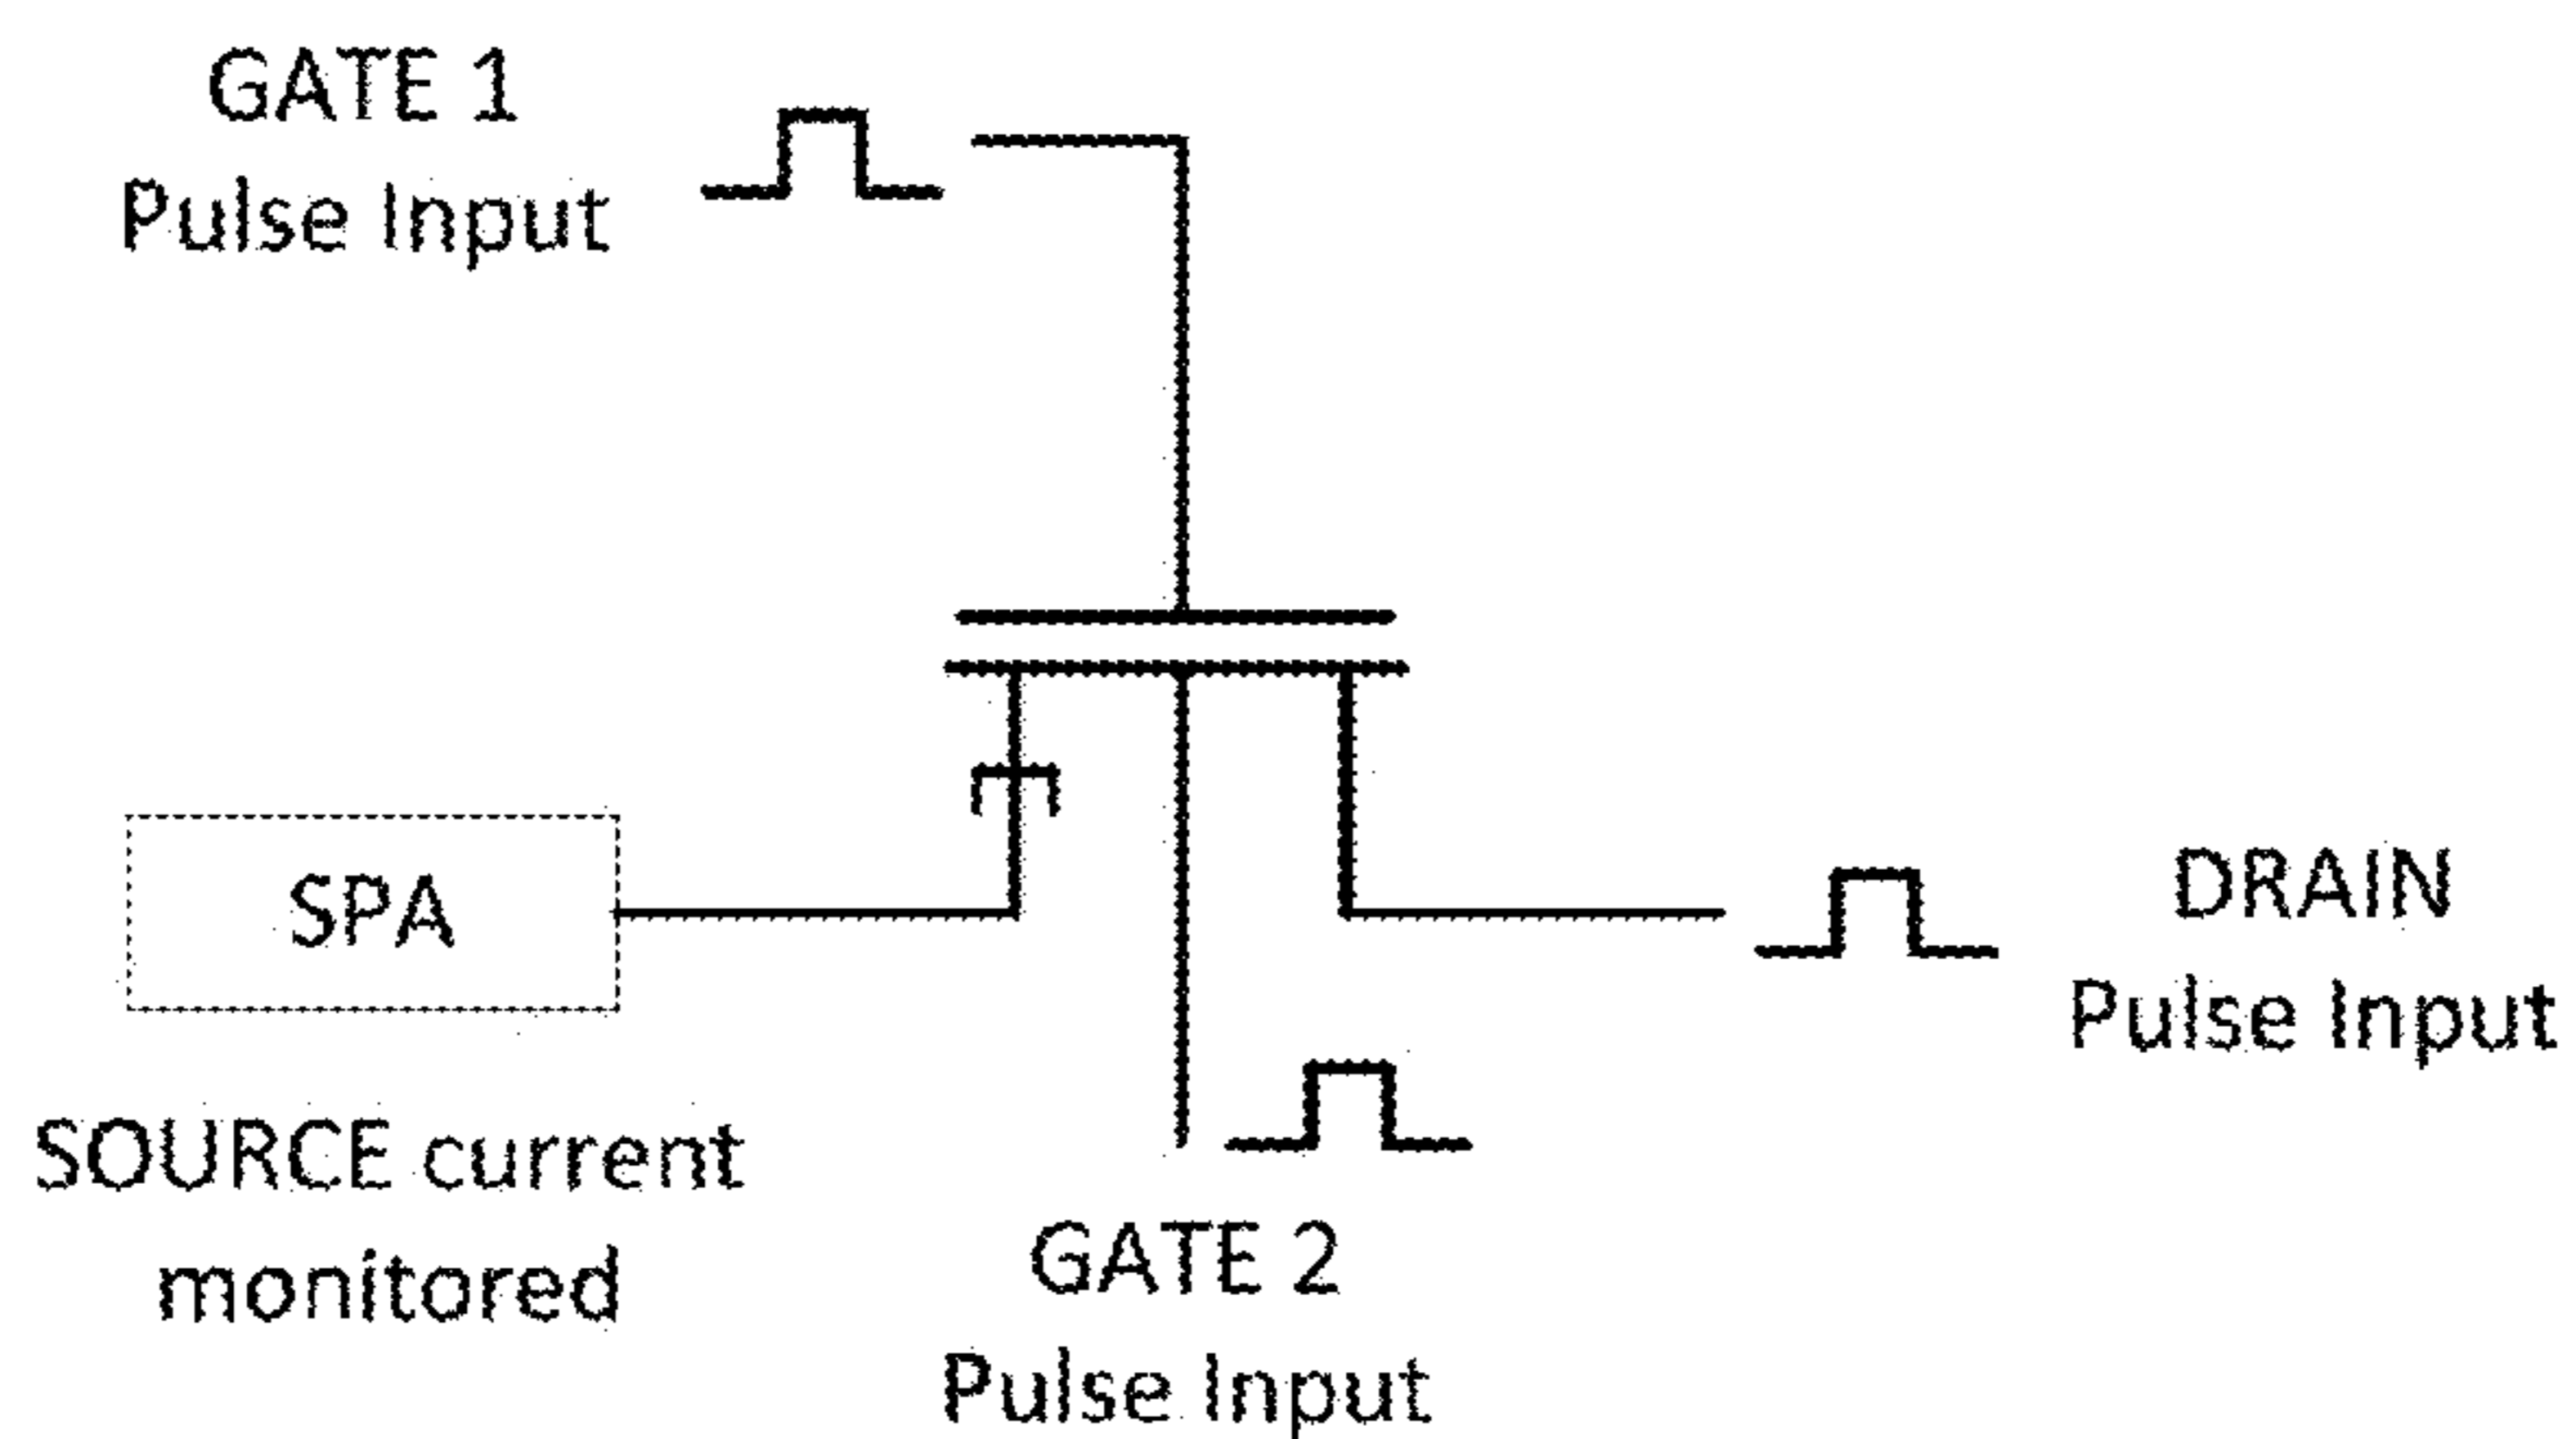 GATE 1
Pulse Input
SPA
DRAIN
Pulse Input
SOURCE current
monitored
GATE 2
Pulse Input